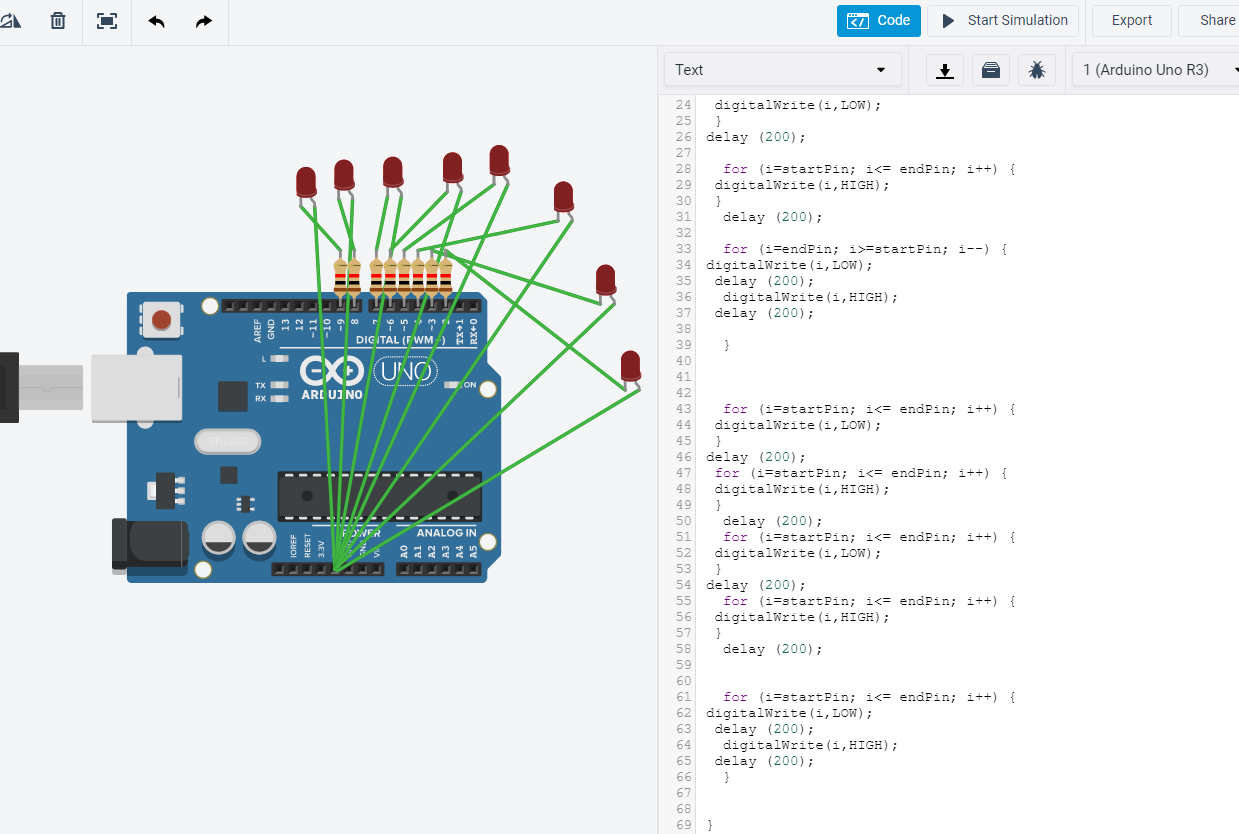 Code
Start Simulation
Export
Share
Text
1 (Arduino Uno R3)
24 digitalWrite(i,LOW);
25 }
26 delay (200);
27
28 for (i=startPin; i<= endPin; i++) {
29 digitalWrite(i,HIGH);
30 }
31 delay (200);
32
33 for (i=endPin; i>=startPin; i--) {
34 digitalWrite(i,LOW);
35 delay (200);
36 digitalWrite(i,HIGH);
37 delay (200);
38
39 }
40
41
42
43 for (i=startPin; i<= endPin; i++) {
44 digitalWrite(i,LOW);
45 }
46 delay (200);
47 for (i=startPin; i<= endPin; i++) {
48 digitalWrite(i,HIGH);
49 }
50 delay (200);
51 for (i=startPin; i<= endPin; i++) {
52 digitalWrite(i,LOW);
53 }
54 delay (200);
55 for (i=startPin; i<= endPin; i++) {
56 digitalWrite(i,HIGH);
57 }
58 delay (200);
59
60
61 for (i=startPin; i<= endPin; i++) {
62 digitalWrite(i,LOW);
63 delay (200);
64 digitalWrite(i,HIGH);
65 delay (200);
66 }
67
68
69 }
AREF
GND
13
12
~11
~10
~9
8
7
~6
~5
~3
TX→1
RX←0
DIGITAL (PWM~)
L
TX
RX
ARDUINO
UNO
ON
IOREF
RESET
3.3V
POWER
ANALOG IN
A0
A1
A2
A3
A4
A5